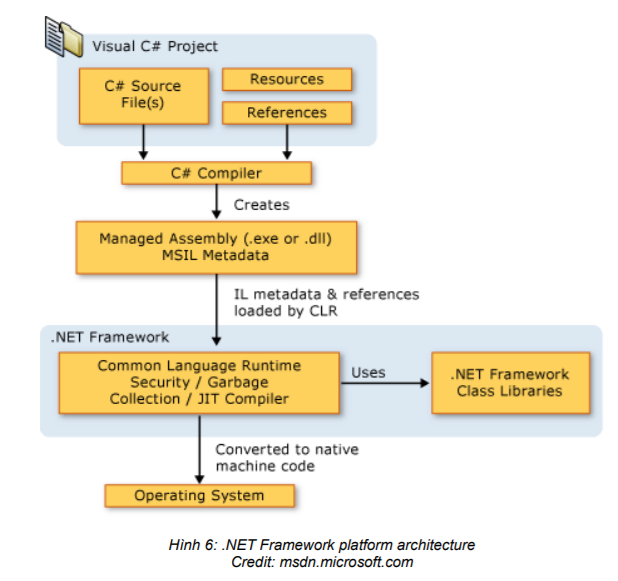 Visual C# Project
C# Source
File(s)
Resources
References
C# Compiler
Creates
Managed Assembly (.exe or .dll)
MSIL Metadata
IL metadata & references
loaded by CLR
.NET Framework
Common Language Runtime
Security / Garbage
Collection / JIT Compiler
Uses
.NET Framework
Class Libraries
Converted to native
machine code
Operating System
Hình 6: .NET Framework platform architecture
Credit: msdn.microsoft.com